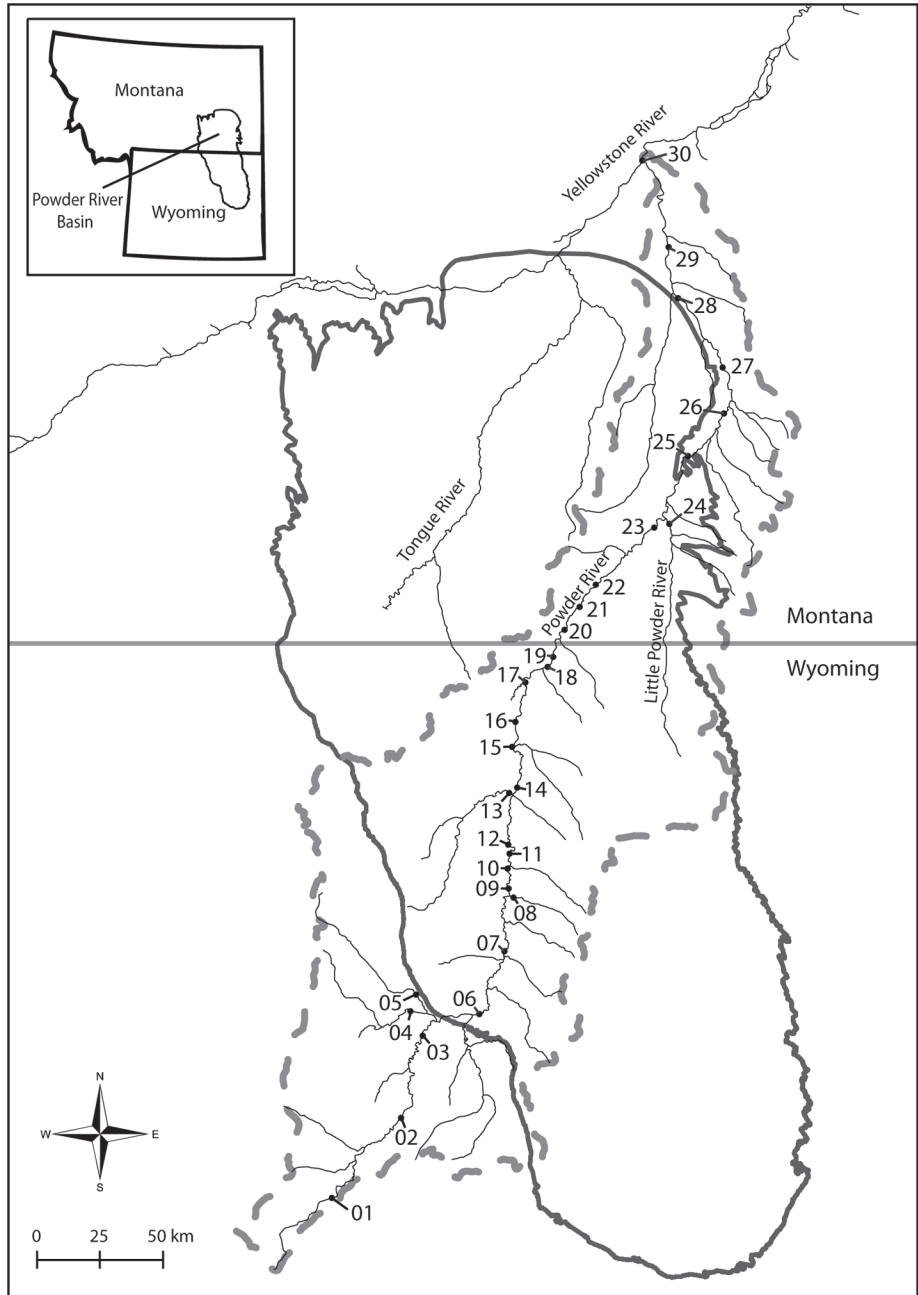 Montana
Powder River
Basin
Wyoming
Yellowstone River
30
29
28
27
26
25
24
23
Tongue River
22
Powder River
21
20
Little Powder River
Montana
Wyoming
19
18
17
16
15
14
13
12
11
10
09
08
07
06
05
04
03
02
01
N
W E
S
0 25 50 km